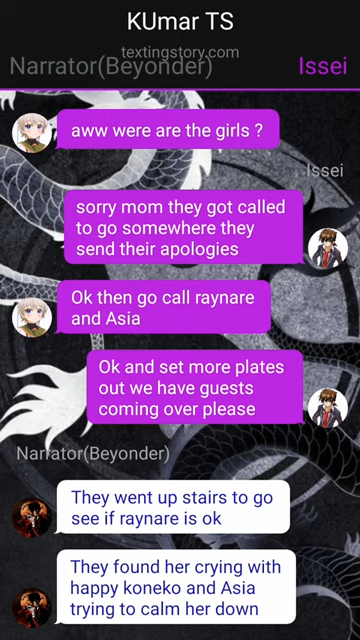 KUmar TS
textingstory.com
Narrator(Beyonder)
Issei
aww were are the girls ?
Issei
sorry mom they got called
to go somewhere they
send their apologies
Ok then go call raynare
and Asia
Ok and set more plates
out we have guests
coming over please
Narrator(Beyonder)
They went up stairs to go
see if raynare is ok
They found her crying with
happy koneko and Asia
trying to calm her down